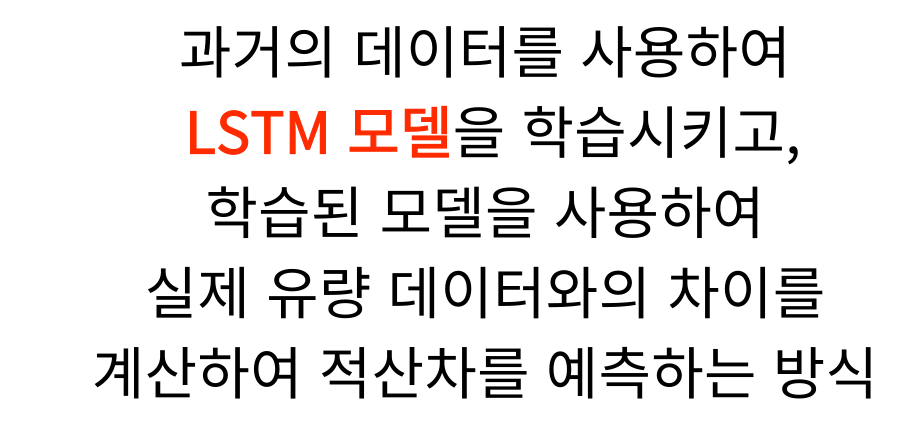 과거의 데이터를 사용하여
LSTM 모델을 학습시키고,
학습된 모델을 사용하여
실제 유량 데이터와의 차이를
계산하여 적산차를 예측하는 방식